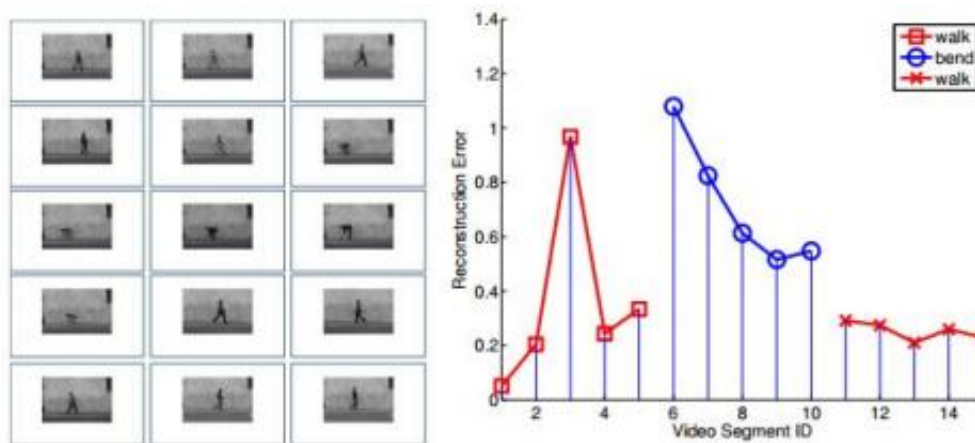 1.4
1.2
1
0.8
0.6
0.4
0.2
0
Reconstruction Error
2 4 6 8 10 12 14
Video Segment ID
walk
bend
walk